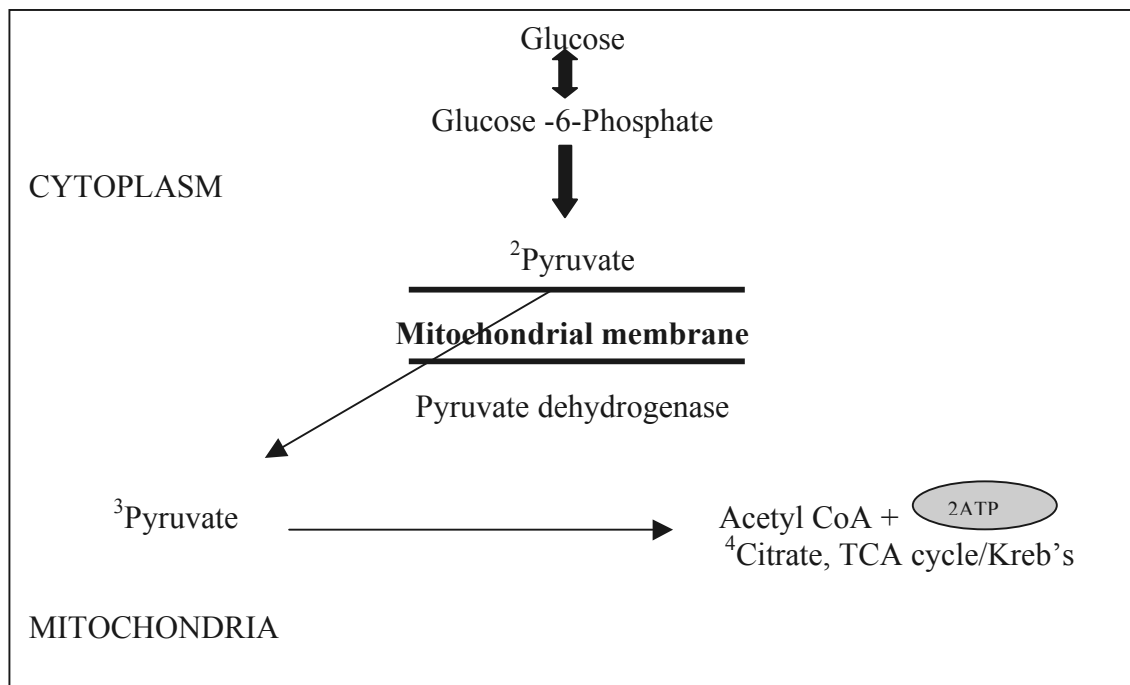 Glucose
Glucose -6-Phosphate
CYTOPLASM
²Pyruvate
Mitochondrial membrane
Pyruvate dehydrogenase
³Pyruvate
Acetyl CoA + 2ATP
⁴Citrate, TCA cycle/Kreb’s
MITOCHONDRIA